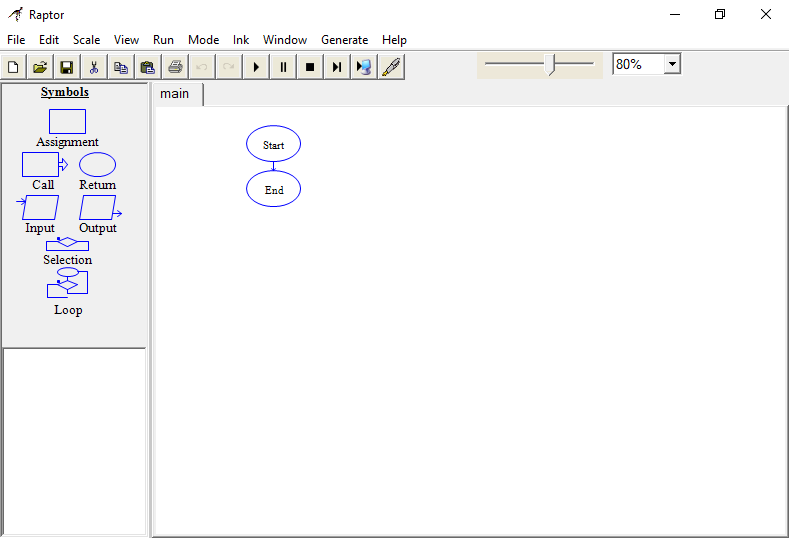 Raptor
File Edit Scale View Run Mode Ink Window Generate Help
80%
Symbols
main
Assignment
Call Return
Input Output
Selection
Loop
Start
End